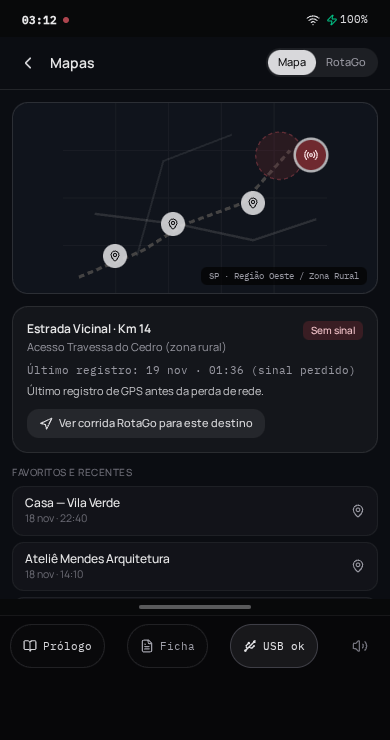 03:12
100%
Mapas
Mapa
RotaGo
SP · Região Oeste / Zona Rural
Estrada Vicinal · Km 14
Sem sinal
Acesso Travessa do Cedro (zona rural)
Último registro: 19 nov · 01:36 (sinal perdido)
Último registro de GPS antes da perda de rede.
Ver corrida RotaGo para este destino
FAVORITOS E RECENTES
Casa — Vila Verde
18 nov · 22:40
Ateliê Mendes Arquitetura
18 nov · 14:10
Prólogo
Ficha
USB ok